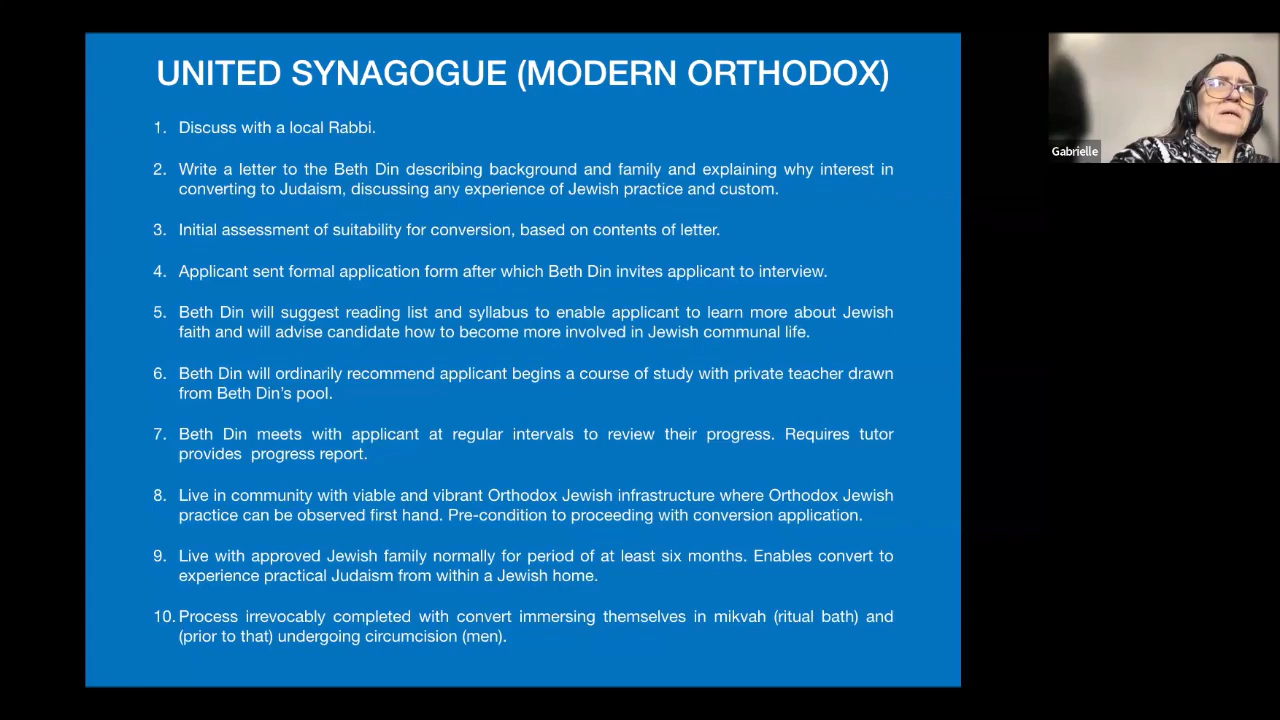 UNITED SYNAGOGUE (MODERN ORTHODOX)
1. Discuss with a local Rabbi.
2. Write a letter to the Beth Din describing background and family and explaining why interest in
converting to Judaism, discussing any experience of Jewish practice and custom.
3. Initial assessment of suitability for conversion, based on contents of letter.
4. Applicant sent formal application form after which Beth Din invites applicant to interview.
5. Beth Din will suggest reading list and syllabus to enable applicant to learn more about Jewish
faith and will advise candidate how to become more involved in Jewish communal life.
6. Beth Din will ordinarily recommend applicant begins a course of study with private teacher drawn
from Beth Din's pool.
7. Beth Din meets with applicant at regular intervals to review their progress. Requires tutor
provides progress report.
8. Live in community with viable and vibrant Orthodox Jewish infrastructure where Orthodox Jewish
practice can be observed first hand. Pre-condition to proceeding with conversion application.
9. Live with approved Jewish family normally for period of at least six months. Enables convert to
experience practical Judaism from within a Jewish home.
10. Process irrevocably completed with convert immersing themselves in mikvah (ritual bath) and
(prior to that) undergoing circumcision (men).
Gabrielle